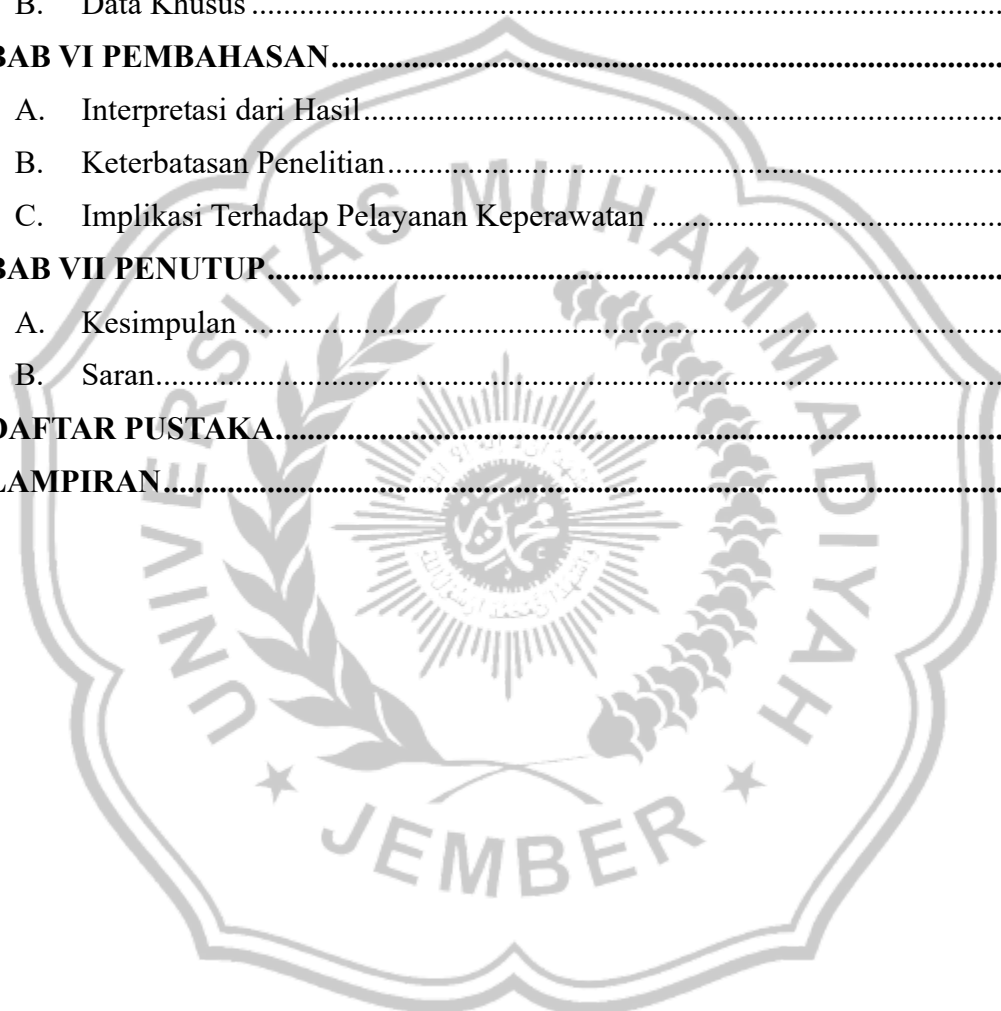 B. Data Khusus
BAB VI PEMBAHASAN
A. Interpretasi dari Hasil
B. Keterbatasan Penelitian
C. Implikasi Terhadap Pelayanan Keperawatan
BAB VII PENUTUP
A. Kesimpulan
B. Saran
DAFTAR PUSTAKA
LAMPIRAN
UNIVERSITAS MUHAMMADIYAH
JEMBER